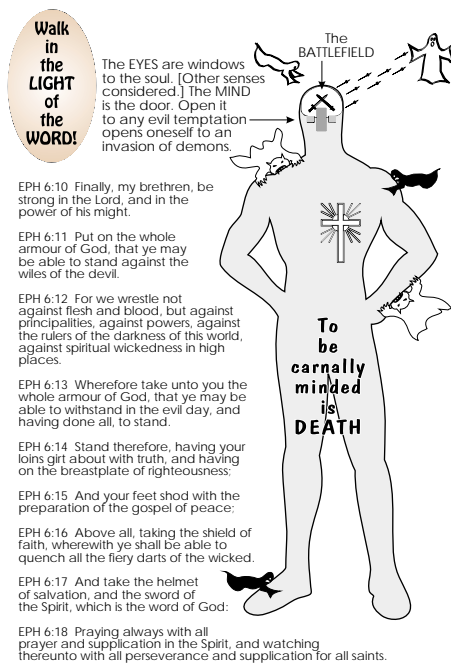 Walk
in
the
LIGHT
of
the
WORD!
The
BATTLEFIELD
The EYES are windows
to the soul. [Other senses
considered.] The MIND
is the door. Open it
to any evil temptation
opens oneself to an
invasion of demons.
EPH 6:10 Finally, my brethren, be
strong in the Lord, and in the
power of his might.
EPH 6:11 Put on the whole
armour of God, that ye may
be able to stand against the
wiles of the devil.
EPH 6:12 For we wrestle not
against flesh and blood, but against
principalities, against powers, against
the rulers of the darkness of this world,
against spiritual wickedness in high
places.
EPH 6:13 Wherefore take unto you the
whole armour of God, that ye may be
able to withstand in the evil day, and
having done all, to stand.
EPH 6:14 Stand therefore, having your
loins girt about with truth, and having
on the breastplate of righteousness;
EPH 6:15 And your feet shod with the
preparation of the gospel of peace;
EPH 6:16 Above all, taking the shield of
faith, wherewith ye shall be able to
quench all the fiery darts of the wicked.
EPH 6:17 And take the helmet
of salvation, and the sword of
the Spirit, which is the word of God:
EPH 6:18 Praying always with all
prayer and supplication in the Spirit, and watching
thereunto with all perseverance and supplication for all saints.
To
be
carnally
minded
is
DEATH